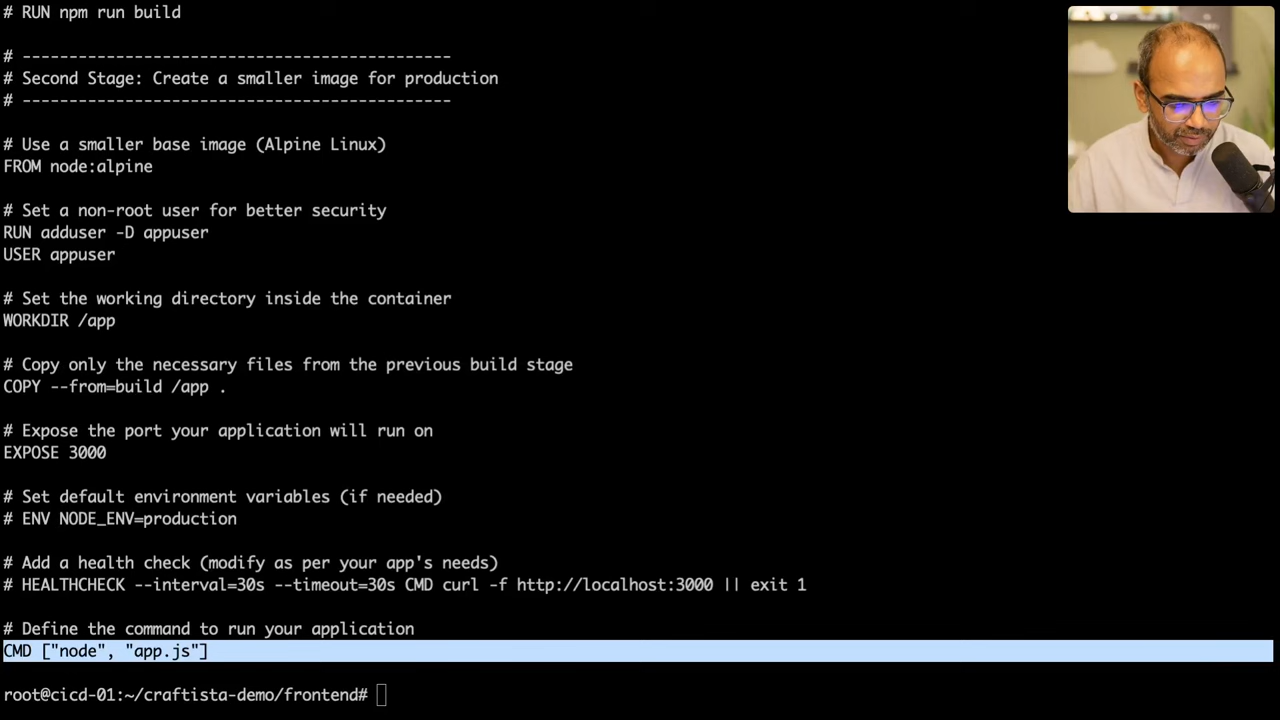 # RUN npm run build
# ----------------------------------------------
# Second Stage: Create a smaller image for production
# ----------------------------------------------
# Use a smaller base image (Alpine Linux)
FROM node:alpine
# Set a non-root user for better security
RUN adduser -D appuser
USER appuser
# Set the working directory inside the container
WORKDIR /app
# Copy only the necessary files from the previous build stage
COPY --from=build /app .
# Expose the port your application will run on
EXPOSE 3000
# Set default environment variables (if needed)
# ENV NODE_ENV=production
# Add a health check (modify as per your app's needs)
# HEALTHCHECK --interval=30s --timeout=30s CMD curl -f http://localhost:3000 || exit 1
# Define the command to run your application
CMD ["node", "app.js"]
root@cicd-01:~/craftista-demo/frontend#